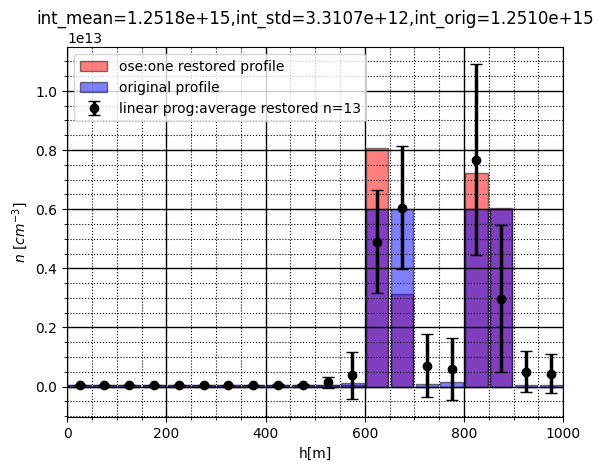 int_mean=1.2518e+15,int_std=3.3107e+12,int_orig=1.2510e+15
1e13
ose:one restored profile
original profile
linear prog:average restored n=13
1.0
0.8
0.6
0.4
0.2
0.0
n [cm⁻³]
0 200 400 600 800 1000
h[m]